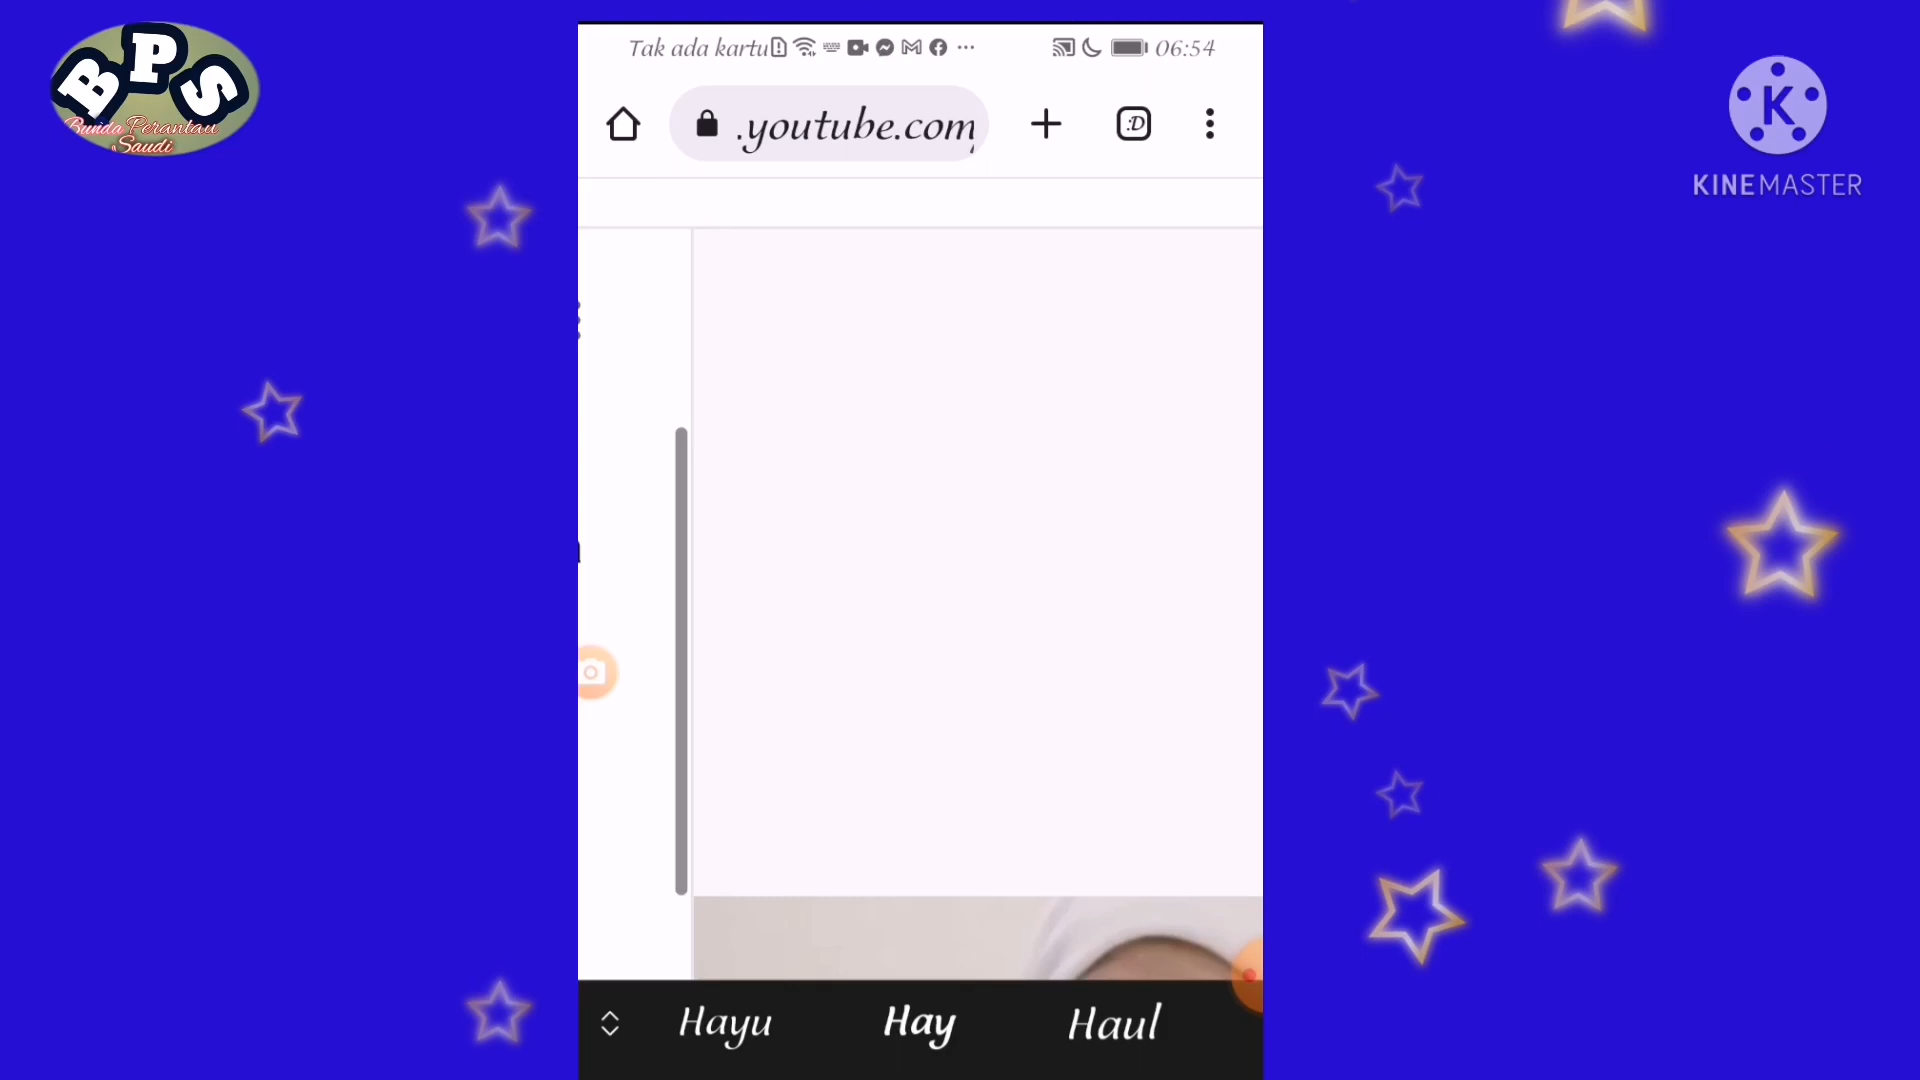 BPS
Bunda Perantau
Saudi
Tak ada kartu
06:54
.youtube.com
:D
K
KINEMASTER
Hayu
Hay
Haul